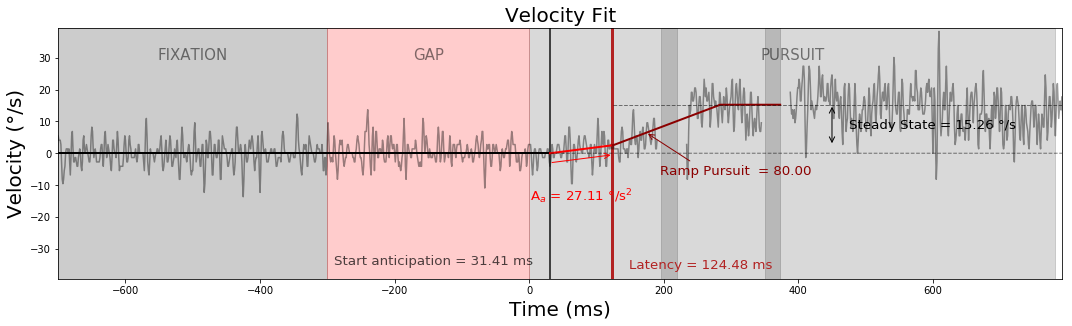 Velocity Fit
FIXATION
GAP
PURSUIT
Velocity (°/s)
30
20
10
0
−10
−20
−30
Steady State = 15.26 °/s
Ramp Pursuit = 80.00
Aa = 27.11 °/s2
Start anticipation = 31.41 ms
Latency = 124.48 ms
−600
−400
−200
0
200
400
600
Time (ms)